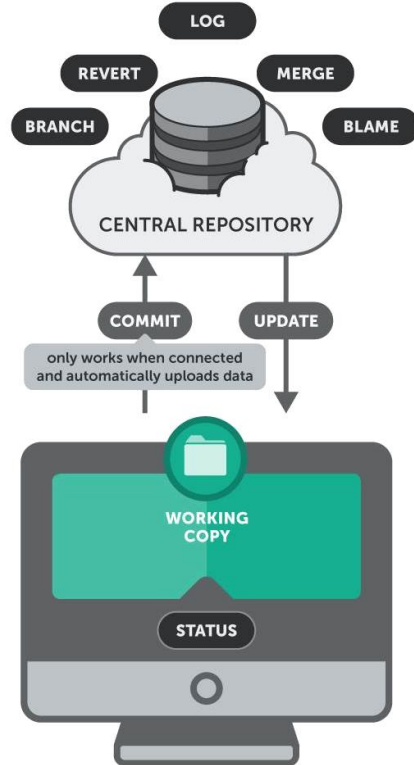 LOG
REVERT
MERGE
BRANCH
BLAME
CENTRAL REPOSITORY
COMMIT
UPDATE
only works when connected
and automatically uploads data
WORKING
COPY
STATUS